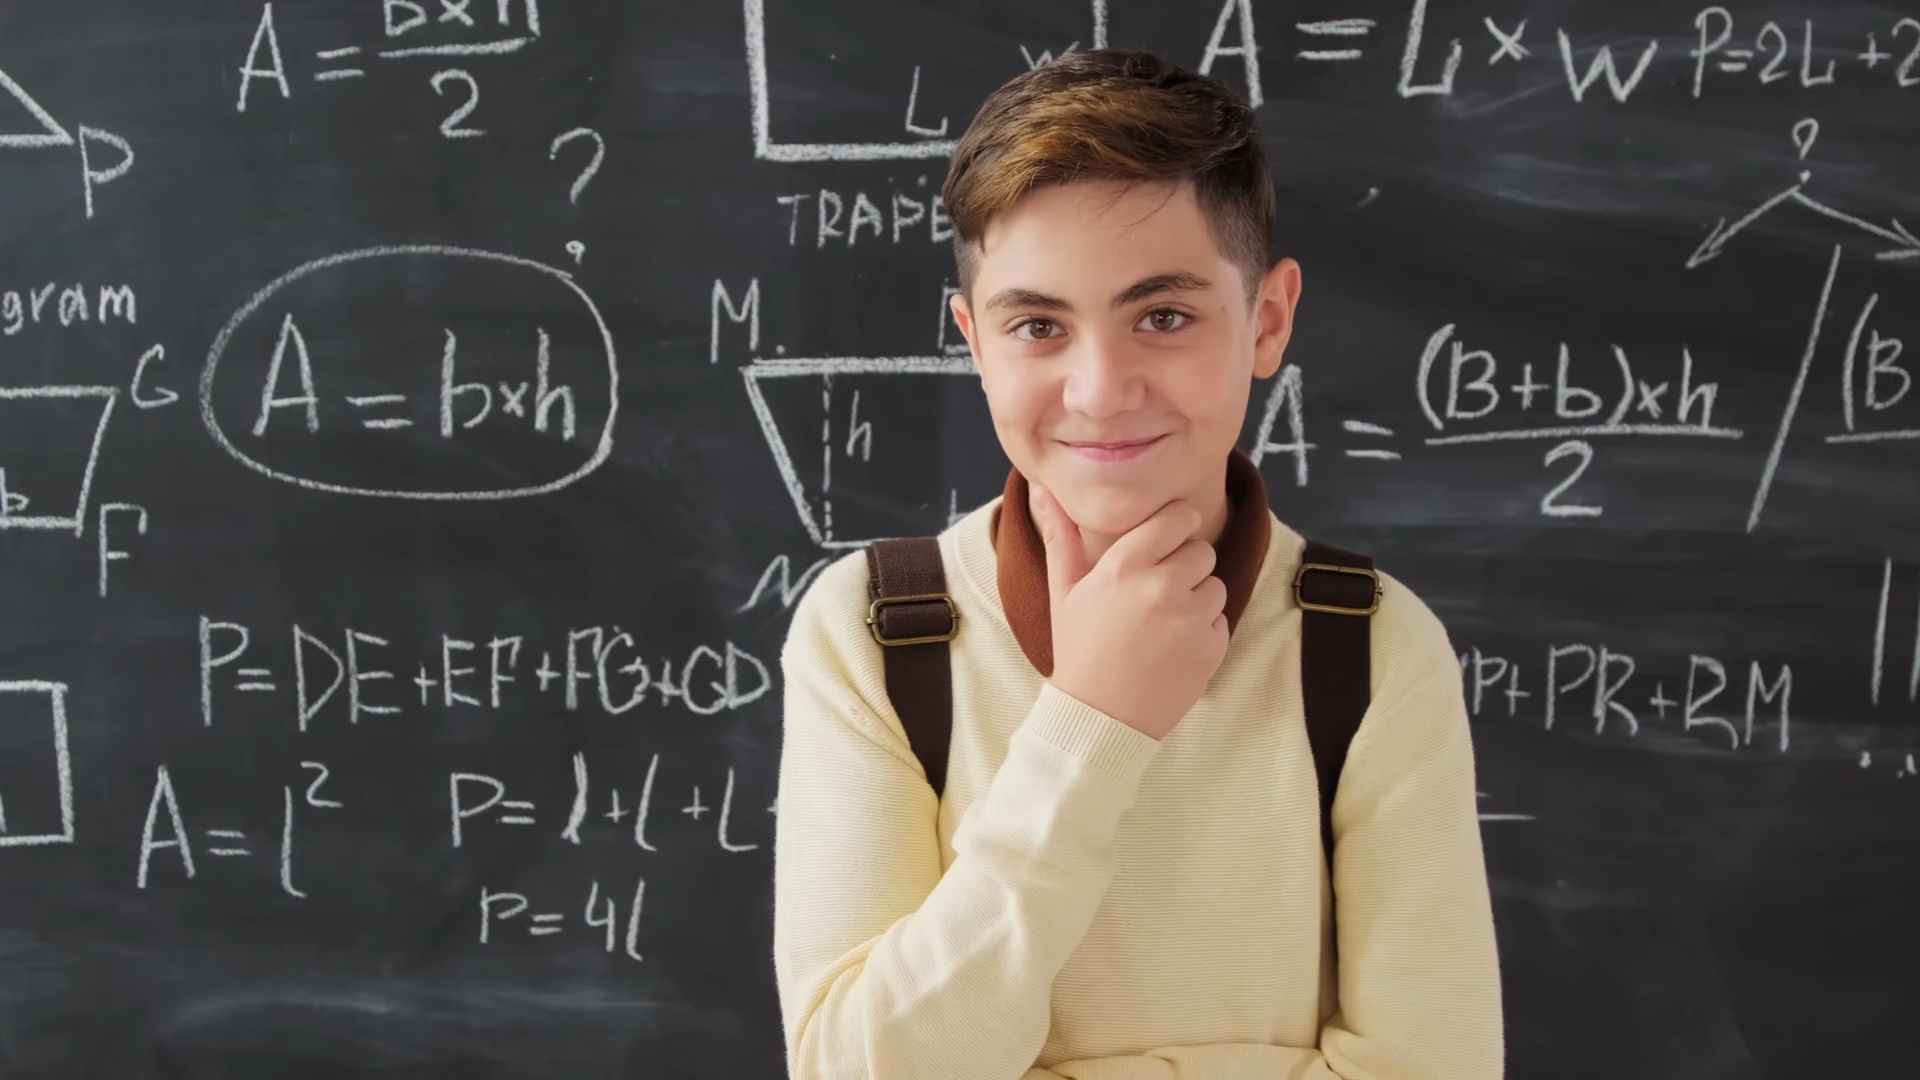 A = b×h
2
L
W
A = L × W
P=2L +2
?
P
?
TRAPE
gram
G
A = b×h
M
h
A = (B+b)×h
2
(B
b
F
N
P= DE+EF+FG+GD
P+PR+RM
!
A= l²
P= l+l+l
P=4l